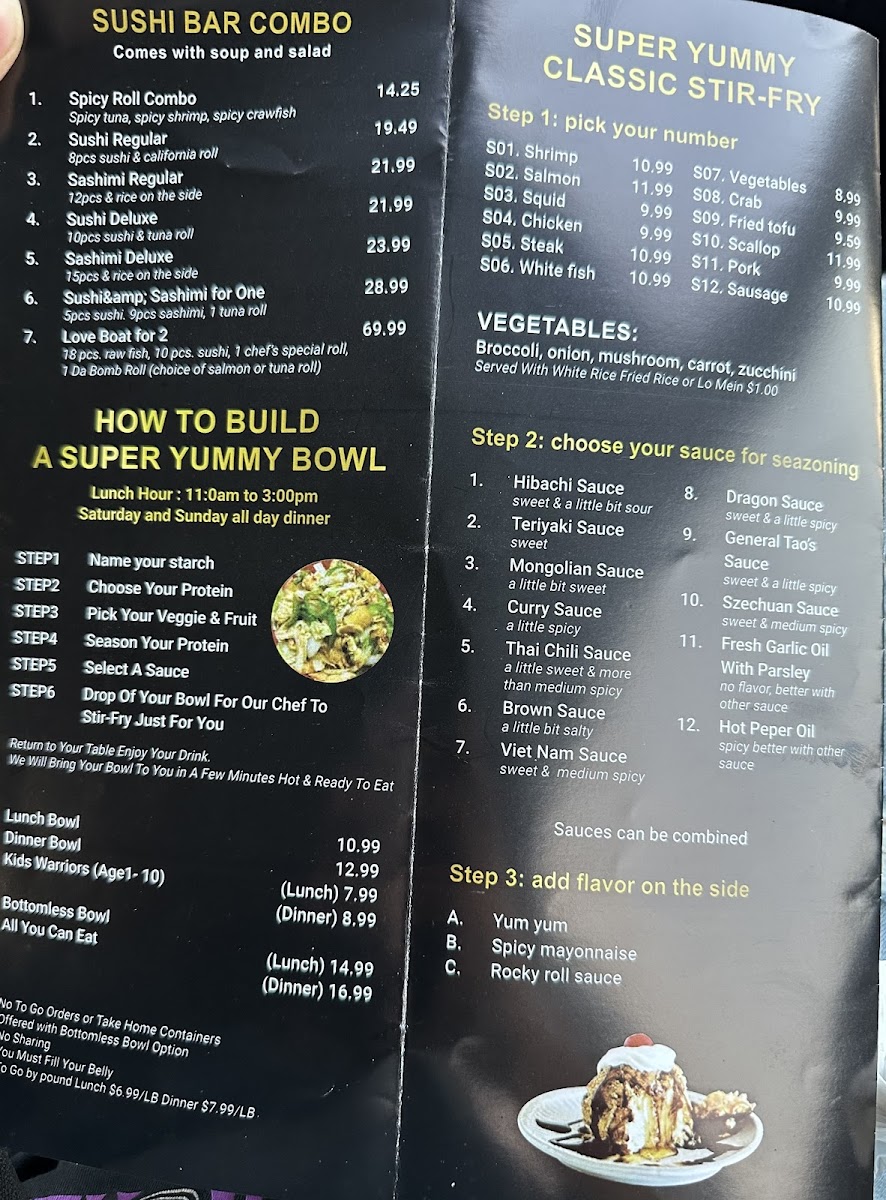 SUSHI BAR COMBO
Comes with soup and salad
1. Spicy Roll Combo 14.25
Spicy tuna, spicy shrimp, spicy crawfish
2. Sushi Regular 19.49
8pcs sushi & california roll
3. Sashimi Regular 21.99
12pcs & rice on the side
4. Sushi Deluxe 21.99
10pcs sushi & tuna roll
5. Sashimi Deluxe 23.99
15pcs & rice on the side
6. Sushi&amp; Sashimi for One 28.99
5pcs sushi. 9pcs sashimi, 1 tuna roll
7. Love Boat for 2 69.99
18 pcs. raw fish, 10 pcs. sushi, 1 chef's special roll,
1 Da Bomb Roll (choice of salmon or tuna roll)
HOW TO BUILD
A SUPER YUMMY BOWL
Lunch Hour : 11:0am to 3:00pm
Saturday and Sunday all day dinner
STEP1 Name your starch
STEP2 Choose Your Protein
STEP3 Pick Your Veggie & Fruit
STEP4 Season Your Protein
STEP5 Select A Sauce
STEP6 Drop Of Your Bowl For Our Chef To
Stir-Fry Just For You
Return to Your Table Enjoy Your Drink.
We Will Bring Your Bowl To You in A Few Minutes Hot & Ready To Eat
Lunch Bowl 10.99
Dinner Bowl 12.99
Kids Warriors (Age1- 10) (Lunch) 7.99
(Dinner) 8.99
Bottomless Bowl
All You Can Eat (Lunch) 14.99
(Dinner) 16.99
No To Go Orders or Take Home Containers
Offered with Bottomless Bowl Option
No Sharing
You Must Fill Your Belly
To Go by pound Lunch $6.99/LB Dinner $7.99/LB
SUPER YUMMY
CLASSIC STIR-FRY
Step 1: pick your number
S01. Shrimp 10.99
S02. Salmon 11.99
S03. Squid 9.99
S04. Chicken 9.99
S05. Steak 10.99
S06. White fish 10.99
S07. Vegetables 8.99
S08. Crab 9.99
S09. Fried tofu 9.59
S10. Scallop 11.99
S11. Pork 9.99
S12. Sausage 10.99
VEGETABLES:
Broccoli, onion, mushroom, carrot, zucchini
Served With White Rice Fried Rice or Lo Mein $1.00
Step 2: choose your sauce for seazoning
1. Hibachi Sauce
sweet & a little bit sour
2. Teriyaki Sauce
sweet
3. Mongolian Sauce
a little bit sweet
4. Curry Sauce
a little spicy
5. Thai Chili Sauce
a little sweet & more
than medium spicy
6. Brown Sauce
a little bit salty
7. Viet Nam Sauce
sweet & medium spicy
8. Dragon Sauce
sweet & a little spicy
9. General Tao's
Sauce
sweet & a little spicy
10. Szechuan Sauce
sweet & medium spicy
11. Fresh Garlic Oil
With Parsley
no flavor, better with
other sauce
12. Hot Peper Oil
spicy better with other
sauce
Sauces can be combined
Step 3: add flavor on the side
A. Yum yum
B. Spicy mayonnaise
C. Rocky roll sauce